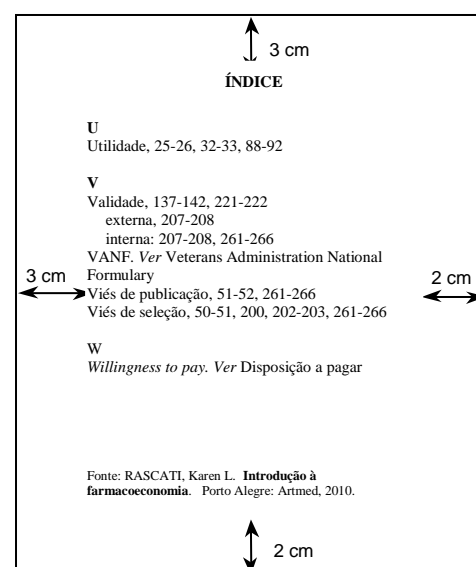 3 cm
ÍNDICE
U
Utilidade, 25-26, 32-33, 88-92
V
Validade, 137-142, 221-222
externa, 207-208
interna: 207-208, 261-266
VANF. Ver Veterans Administration National
Formulary
3 cm
2 cm
Viés de publicação, 51-52, 261-266
Viés de seleção, 50-51, 200, 202-203, 261-266
W
Willingness to pay. Ver Disposição a pagar
Fonte: RASCATI, Karen L. Introdução à
farmacoeconomia. Porto Alegre: Artmed, 2010.
2 cm